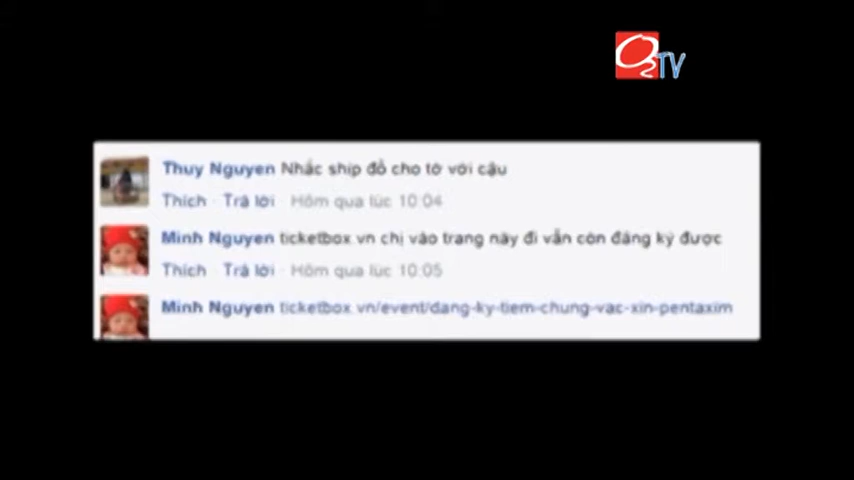 O2TV
Thuy Nguyen Nhắc ship đồ cho tớ với cậu
Thích · Trả lời · Hôm qua lúc 10:04
Minh Nguyen ticketbox.vn chị vào trang này đi vẫn còn đăng ký được
Thích · Trả lời · Hôm qua lúc 10:05
Minh Nguyen ticketbox.vn/event/dang-ky-tiem-chung-vac-xin-pentaxim